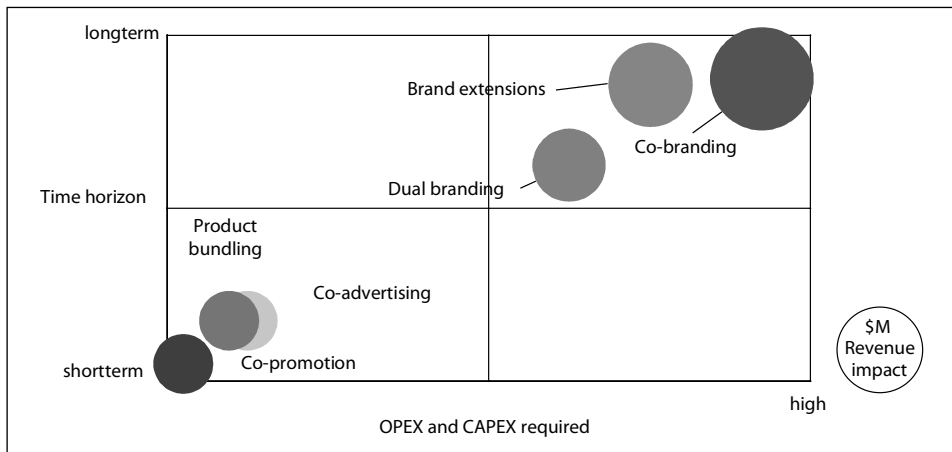 longterm
Brand extensions
Co-branding
Dual branding
Time horizon
Product
bundling
Co-advertising
$M
Revenue
impact
Co-promotion
shortterm
high
OPEX and CAPEX required